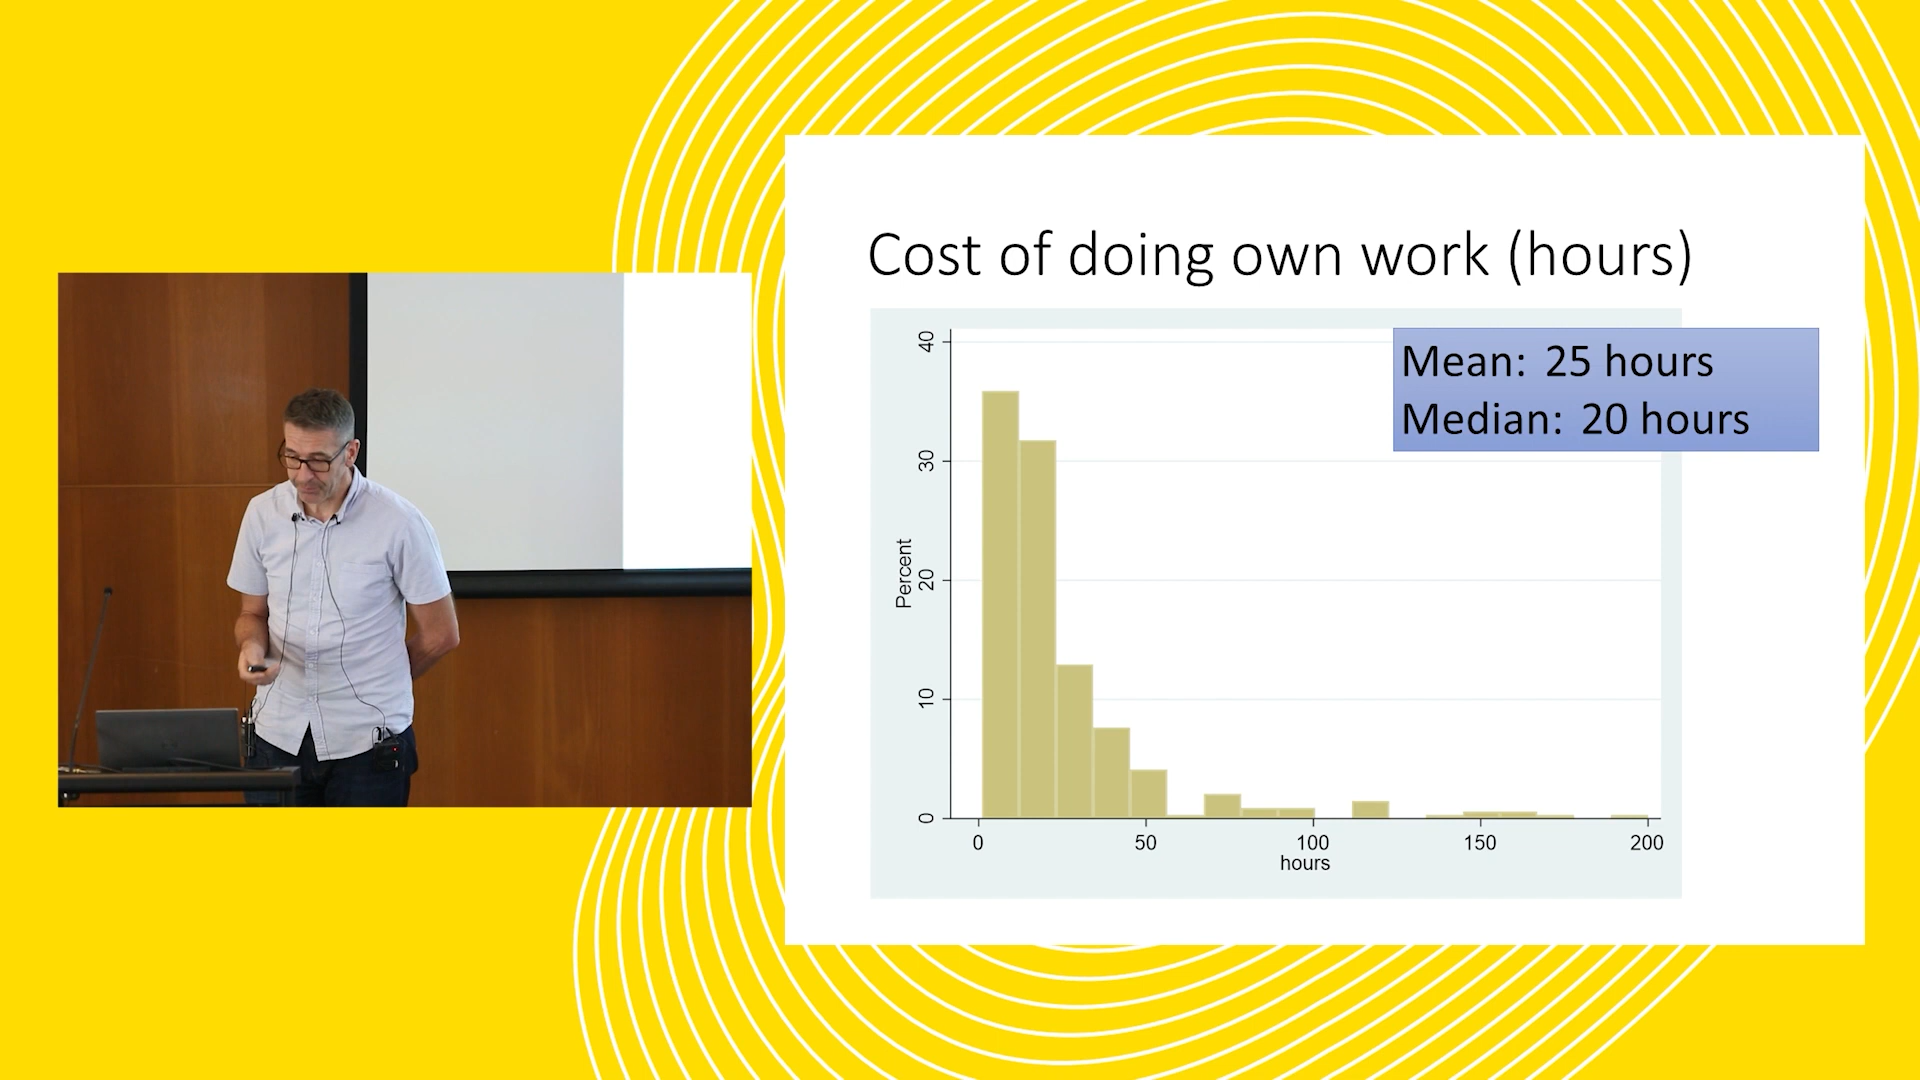 Cost of doing own work (hours)
Mean: 25 hours
Median: 20 hours
Percent
40
30
20
10
0
0 50 100 150 200
hours